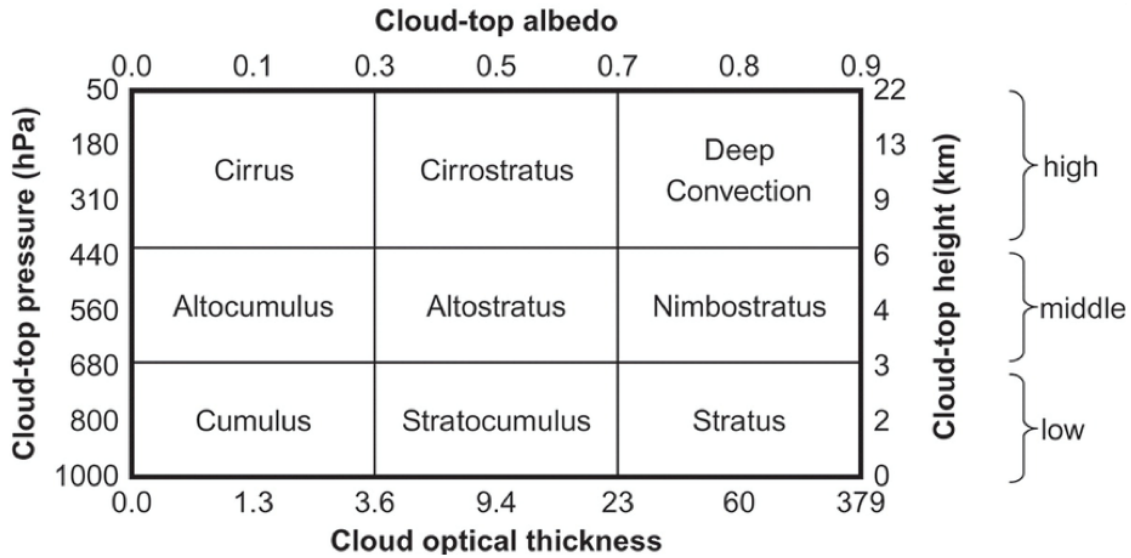 Cloud-top albedo
0.0 0.1 0.3 0.5 0.7 0.8 0.9
Cloud-top pressure (hPa)
50
180
310
440
560
680
800
1000
Cirrus Cirrostratus Deep
Convection
Altocumulus Altostratus Nimbostratus
Cumulus Stratocumulus Stratus
22
13
9
6
4
3
2
0
Cloud-top height (km)
high
middle
low
0.0 1.3 3.6 9.4 23 60 379
Cloud optical thickness